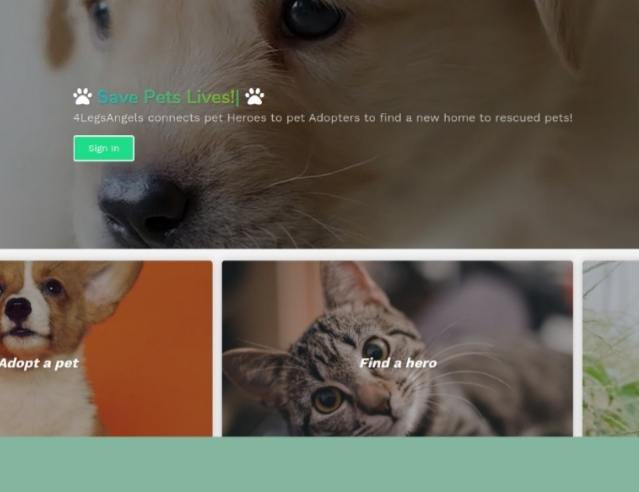 Save Pets Lives!|
4LegsAngels connects pet Heroes to pet Adopters to find a new home to rescued pets!
Sign In
Adopt a pet
Find a hero